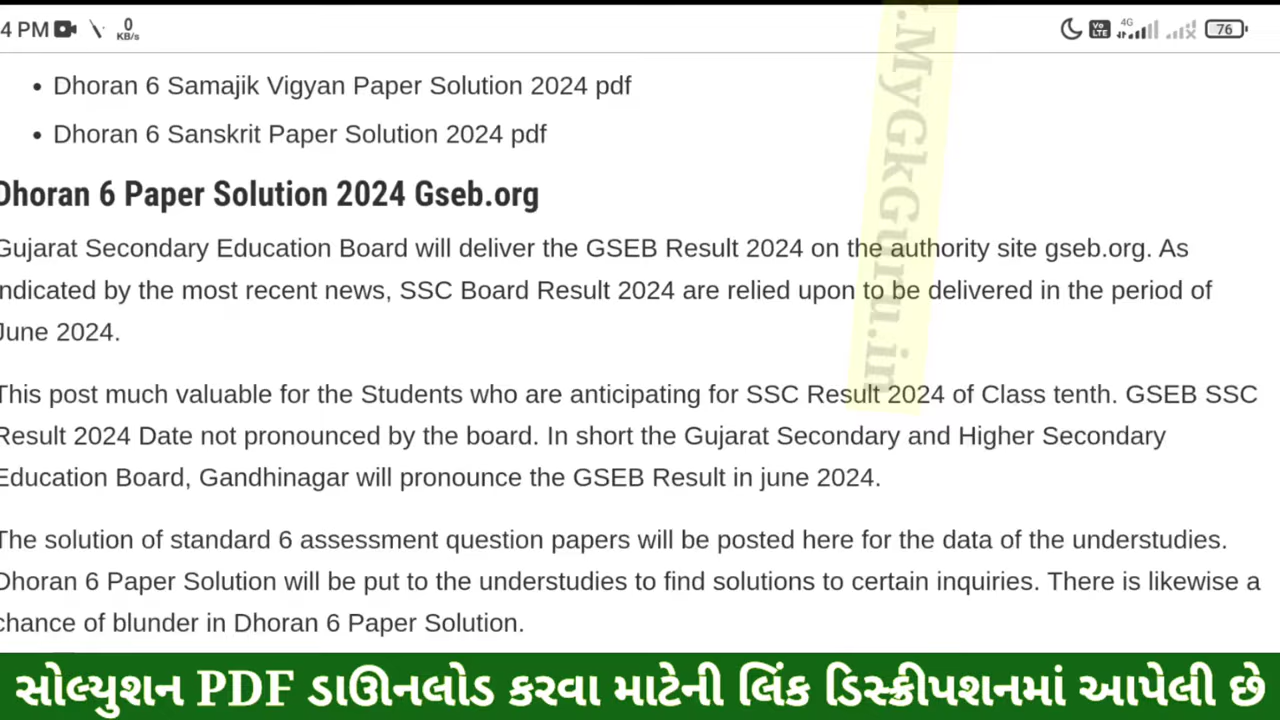 4 PM 0 KB/s Vo LTE 4G 76
• Dhoran 6 Samajik Vigyan Paper Solution 2024 pdf
• Dhoran 6 Sanskrit Paper Solution 2024 pdf
Dhoran 6 Paper Solution 2024 Gseb.org
Gujarat Secondary Education Board will deliver the GSEB Result 2024 on the authority site gseb.org. As
indicated by the most recent news, SSC Board Result 2024 are relied upon to be delivered in the period of
June 2024.
This post much valuable for the Students who are anticipating for SSC Result 2024 of Class tenth. GSEB SSC
Result 2024 Date not pronounced by the board. In short the Gujarat Secondary and Higher Secondary
Education Board, Gandhinagar will pronounce the GSEB Result in june 2024.
The solution of standard 6 assessment question papers will be posted here for the data of the understudies.
Dhoran 6 Paper Solution will be put to the understudies to find solutions to certain inquiries. There is likewise a
chance of blunder in Dhoran 6 Paper Solution.
.MyGkGuru.in
સોલ્યુશન PDF ડાઊનલોડ કરવા માટેની લિંક ડિસ્ક્રીપશનમાં આપેલી છે